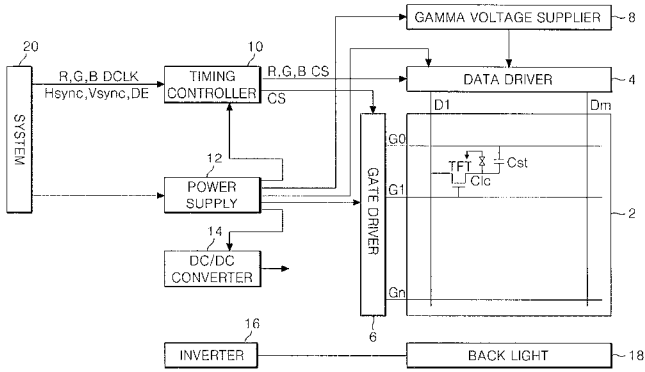 GAMMA VOLTAGE SUPPLIER
8
20
10
R,G,B DCLK
Hsync,Vsync,DE
TIMING
CONTROLLER
R,G,B CS
CS
DATA DRIVER
4
D1
Dm
SYSTEM
G0
TFT
Clc
Cst
12
POWER
SUPPLY
GATE DRIVER
G1
2
14
DC/DC
CONVERTER
Gn
6
16
INVERTER
BACK LIGHT
18